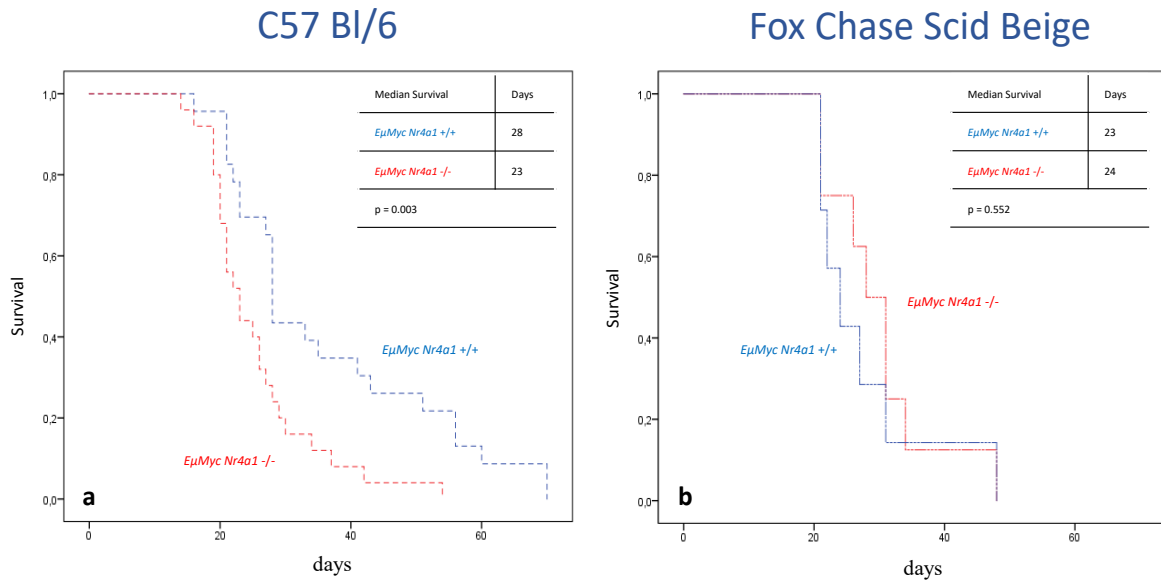 C57 Bl/6
1,0
0,8
0,6
0,4
0,2
0,0
Survival
0 20 40 60
days
Median Survival Days
EμMyc Nr4a1 +/+ 28
EμMyc Nr4a1 -/- 23
p = 0.003
EμMyc Nr4a1 +/+
EμMyc Nr4a1 -/-
a
Fox Chase Scid Beige
1,0
0,8
0,6
0,4
0,2
0,0
Survival
0 20 40 60
days
Median Survival Days
EμMyc Nr4a1 +/+ 23
EμMyc Nr4a1 -/- 24
p = 0.552
EμMyc Nr4a1 -/-
EμMyc Nr4a1 +/+
b